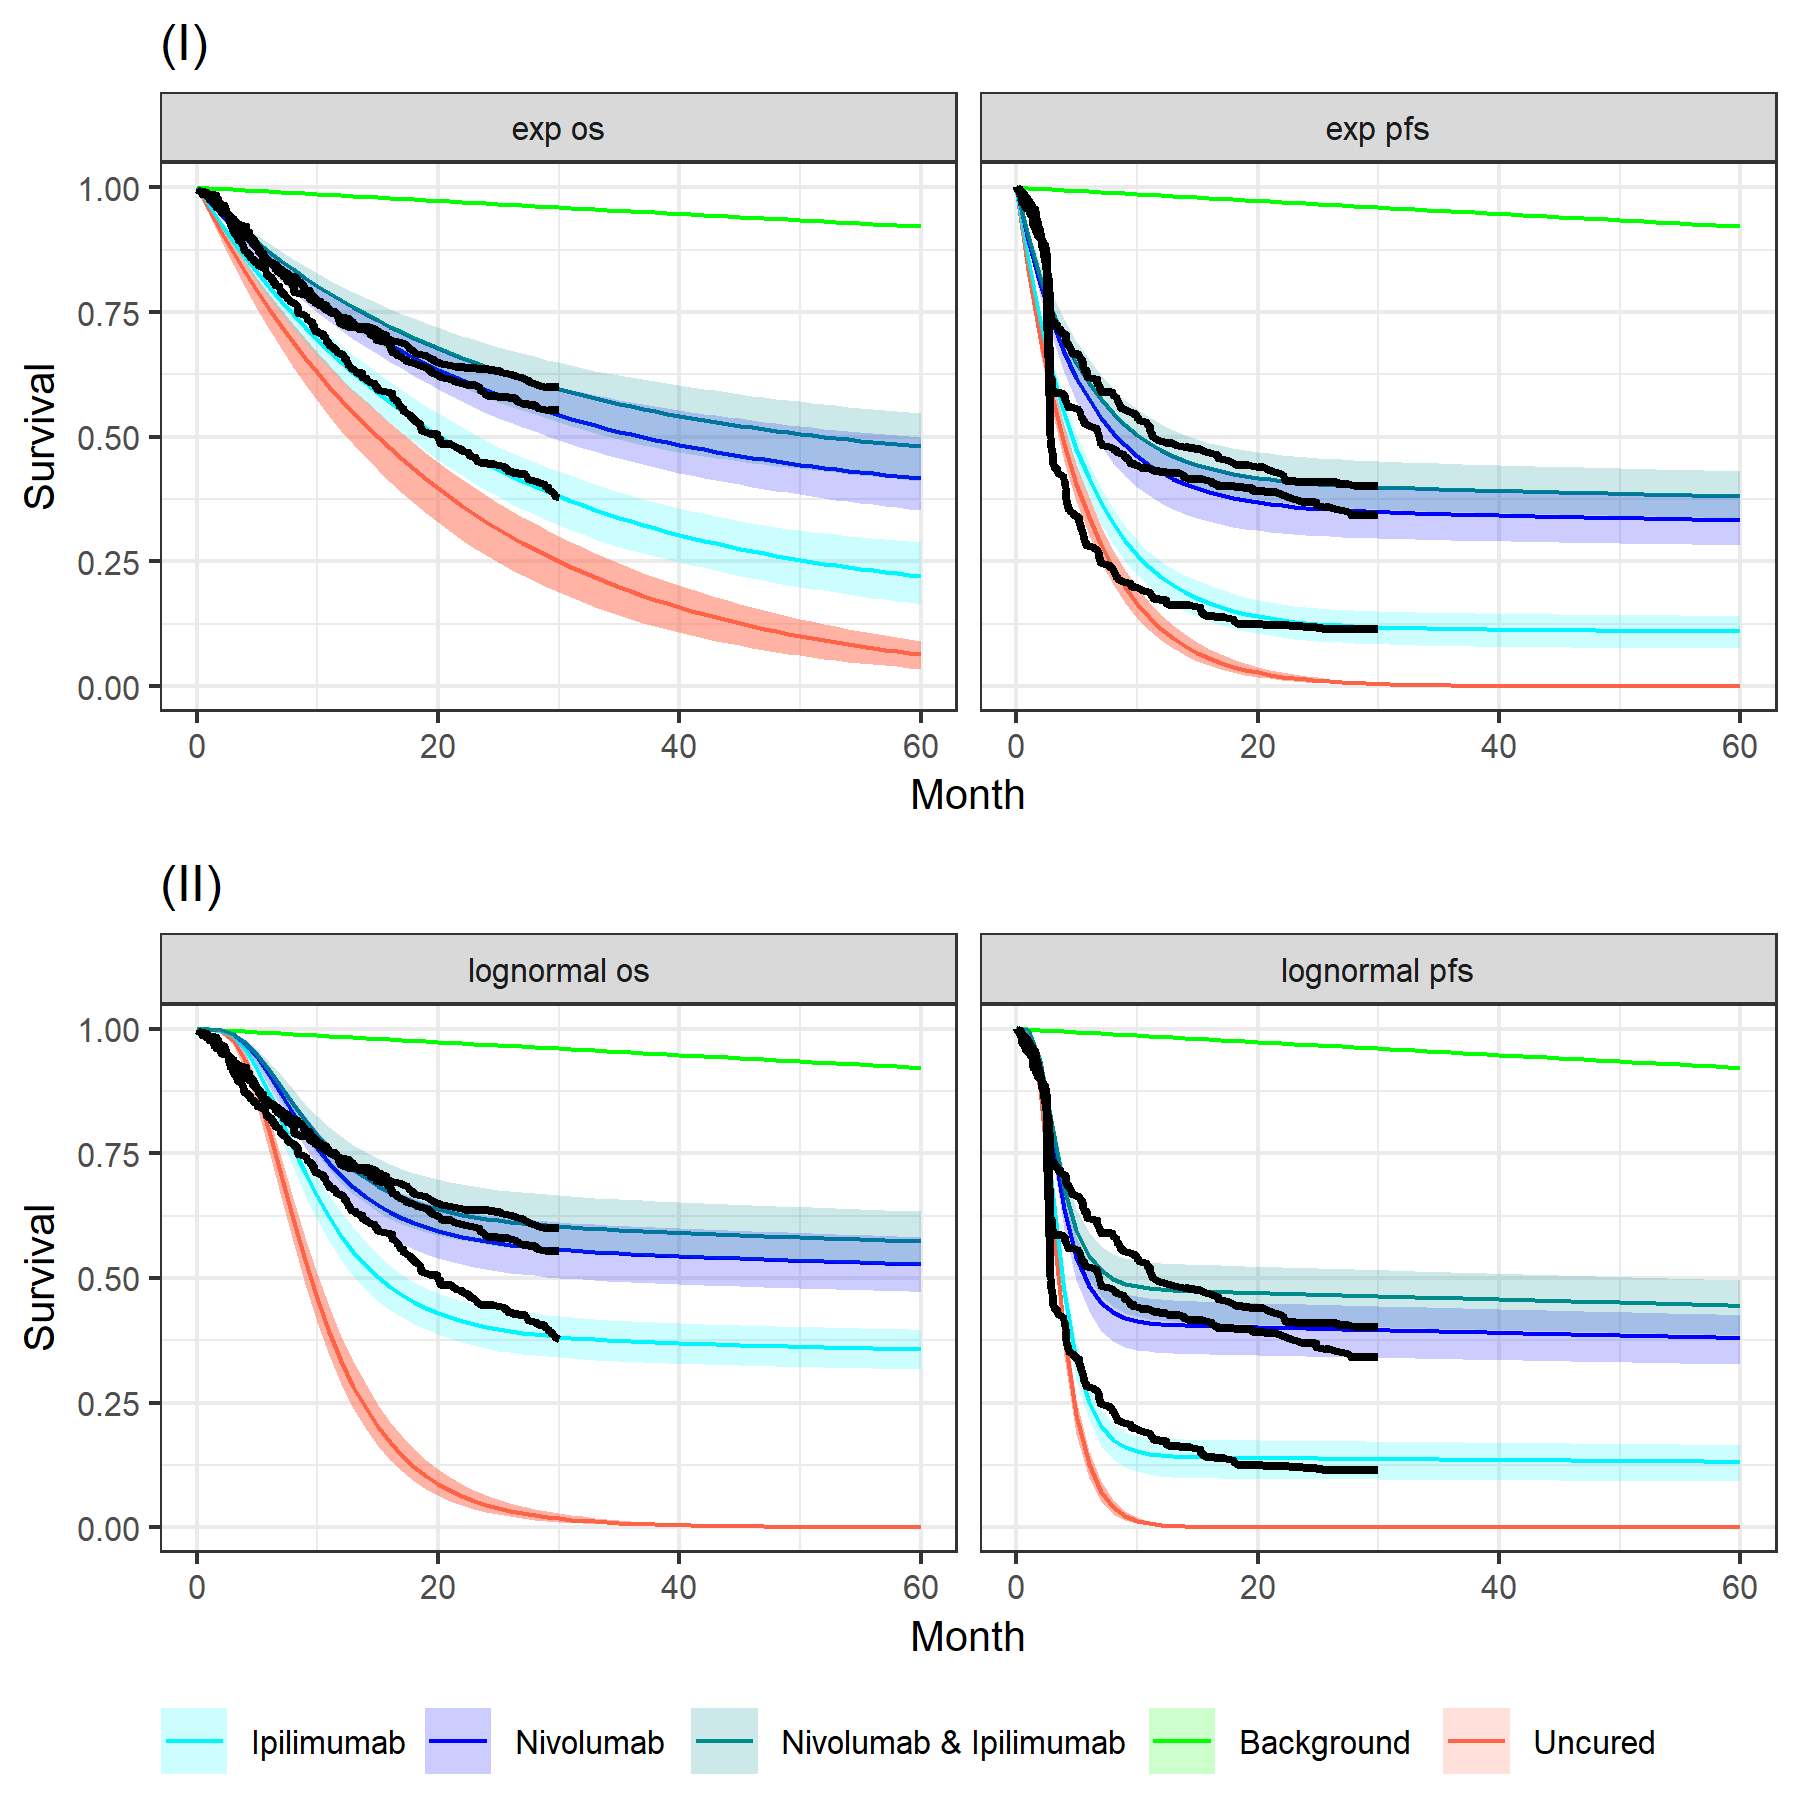 (I)
exp os
exp pfs
Survival
1.00
0.75
0.50
0.25
0.00
0 20 40 60
0 20 40 60
Month
(II)
lognormal os
lognormal pfs
Survival
1.00
0.75
0.50
0.25
0.00
0 20 40 60
0 20 40 60
Month
Ipilimumab Nivolumab Nivolumab & Ipilimumab Background Uncured